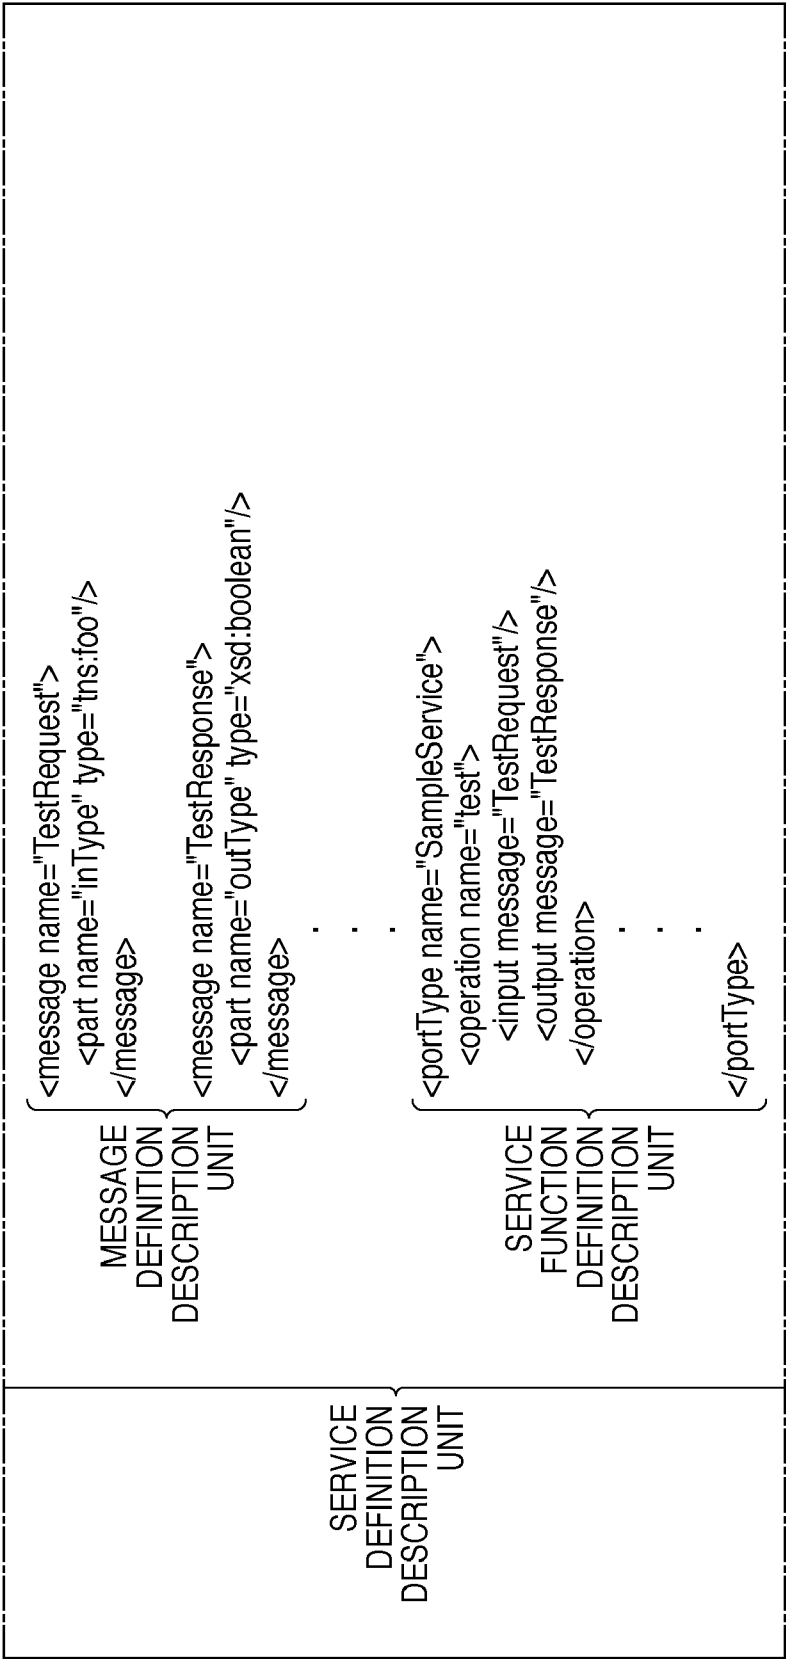 SERVICE
DEFINITION
DESCRIPTION
UNIT
MESSAGE
DEFINITION
DESCRIPTION
UNIT
<message name="TestRequest">
<part name="inType" type="tns:foo"/>
</message>
<message name="TestResponse">
<part name="outType" type="xsd:boolean"/>
</message>
. . .
SERVICE
FUNCTION
DEFINITION
DESCRIPTION
UNIT
<portType name="SampleService">
<operation name="test">
<input message="TestRequest"/>
<output message="TestResponse"/>
</operation>
. . .
</portType>